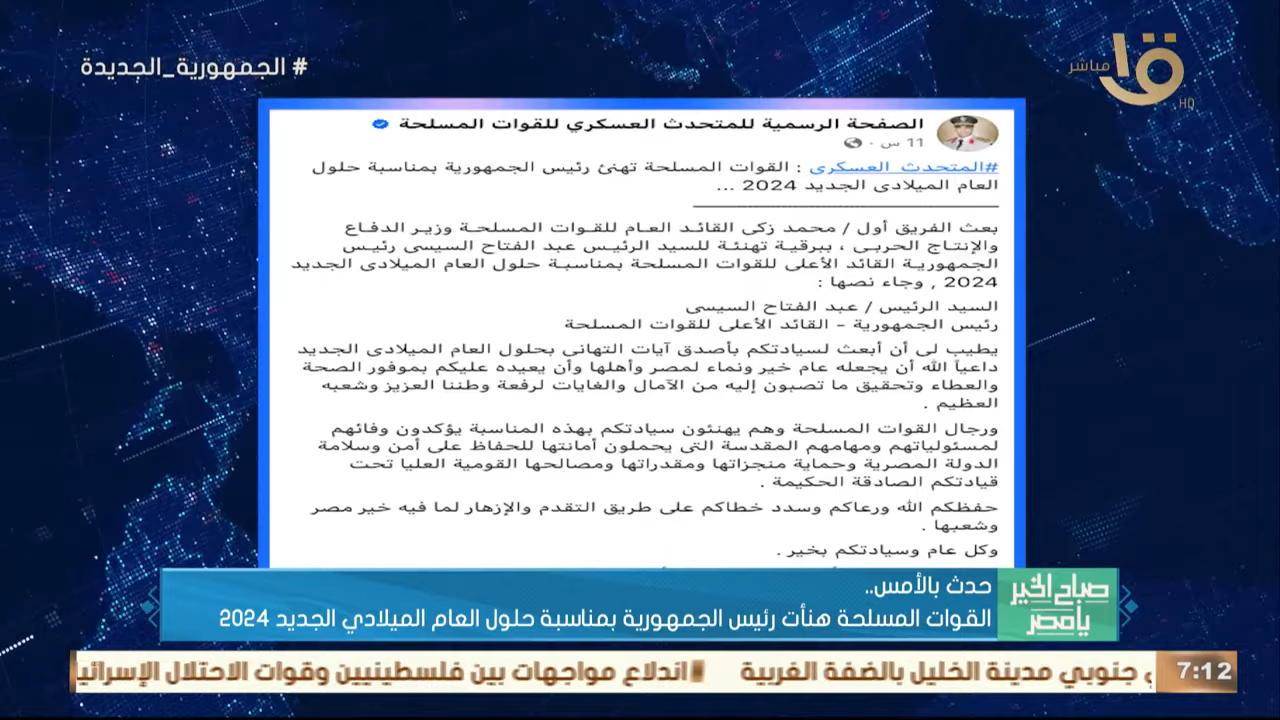 # الجمهورية_الجديدة
مباشر
HQ
الصفحة الرسمية للمتحدث العسكري للقوات المسلحة
11 س ·
#المتحدث_العسكرى : القوات المسلحة تهنئ رئيس الجمهورية بمناسبة حلول
العام الميلادى الجديد 2024 ...
بعث الفريق أول / محمد زكى القائد العام للقوات المسلحة وزير الدفاع
والإنتاج الحربى ، ببرقية تهنئة للسيد الرئيس عبد الفتاح السيسى رئيس
الجمهورية القائد الأعلى للقوات المسلحة بمناسبة حلول العام الميلادى الجديد
2024 , وجاء نصها :
السيد الرئيس / عبد الفتاح السيسى
رئيس الجمهورية - القائد الأعلى للقوات المسلحة
يطيب لى أن أبعث لسيادتكم بأصدق آيات التهانى بحلول العام الميلادى الجديد
داعياً الله أن يجعله عام خير ونماء لمصر وأهلها وأن يعيده عليكم بموفور الصحة
والعطاء وتحقيق ما تصبون إليه من الآمال والغايات لرفعة وطننا العزيز وشعبه
العظيم .
ورجال القوات المسلحة وهم يهنئون سيادتكم بهذه المناسبة يؤكدون وفائهم
لمسئولياتهم ومهامهم المقدسة التى يحملون أمانتها للحفاظ على أمن وسلامة
الدولة المصرية وحماية منجزاتها ومقدراتها ومصالحها القومية العليا تحت
قيادتكم الصادقة الحكيمة .
حفظكم الله ورعاكم وسدد خطاكم على طريق التقدم والإزهار لما فيه خير مصر
وشعبها .
وكل عام وسيادتكم بخير .
صباح الخير
يا مصر
حدث بالأمس..
القوات المسلحة هنأت رئيس الجمهورية بمناسبة حلول العام الميلادي الجديد 2024
7:12
جنوبي مدينة الخليل بالضفة الغربية اندلاع مواجهات بين فلسطينيين وقوات الاحتلال